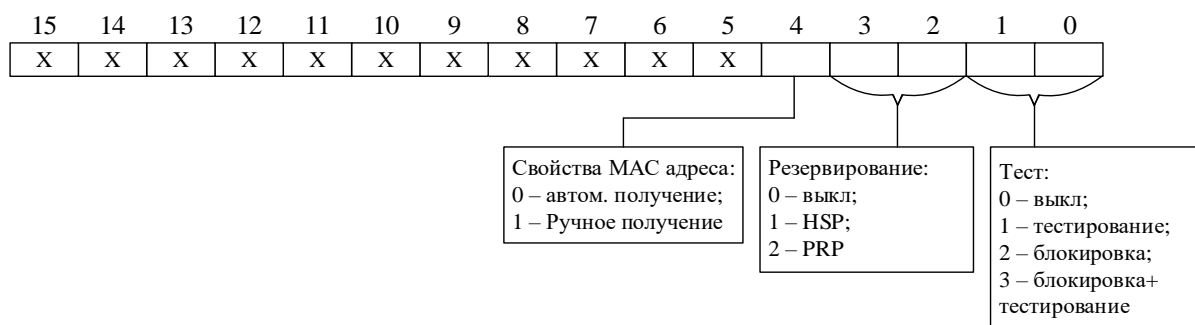 15 14 13 12 11 10 9 8 7 6 5 4 3 2 1 0
X X X X X X X X X X X
Свойства MAC адреса:
0 – автом. получение;
1 – Ручное получение
Резервирование:
0 – выкл;
1 – HSP;
2 – PRP
Тест:
0 – выкл;
1 – тестирование;
2 – блокировка;
3 – блокировка+
тестирование